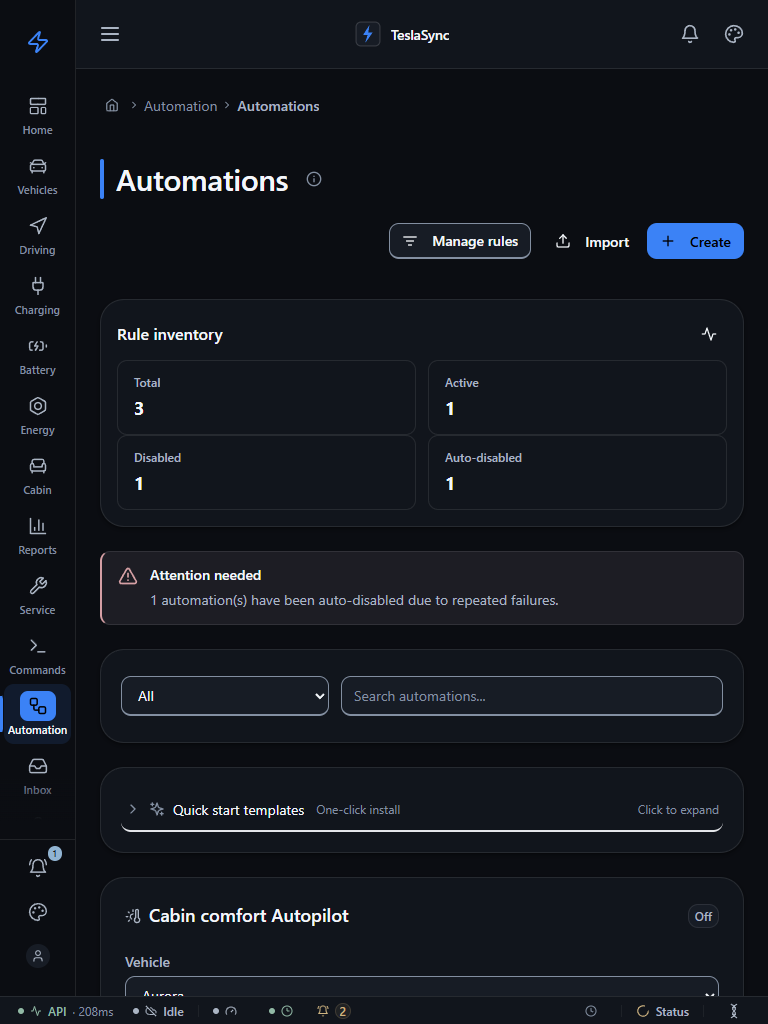 TeslaSync
Home
Vehicles
Driving
Charging
Battery
Energy
Cabin
Reports
Service
Commands
Automation
Inbox
1
Automation
Automations
Automations
Manage rules
Import
Create
Rule inventory
Total
3
Active
1
Disabled
1
Auto-disabled
1
Attention needed
1 automation(s) have been auto-disabled due to repeated failures.
All
Search automations...
Quick start templates One-click install Click to expand
Cabin comfort Autopilot
Off
Vehicle
Aurora
API · 208ms
Idle
2
Status